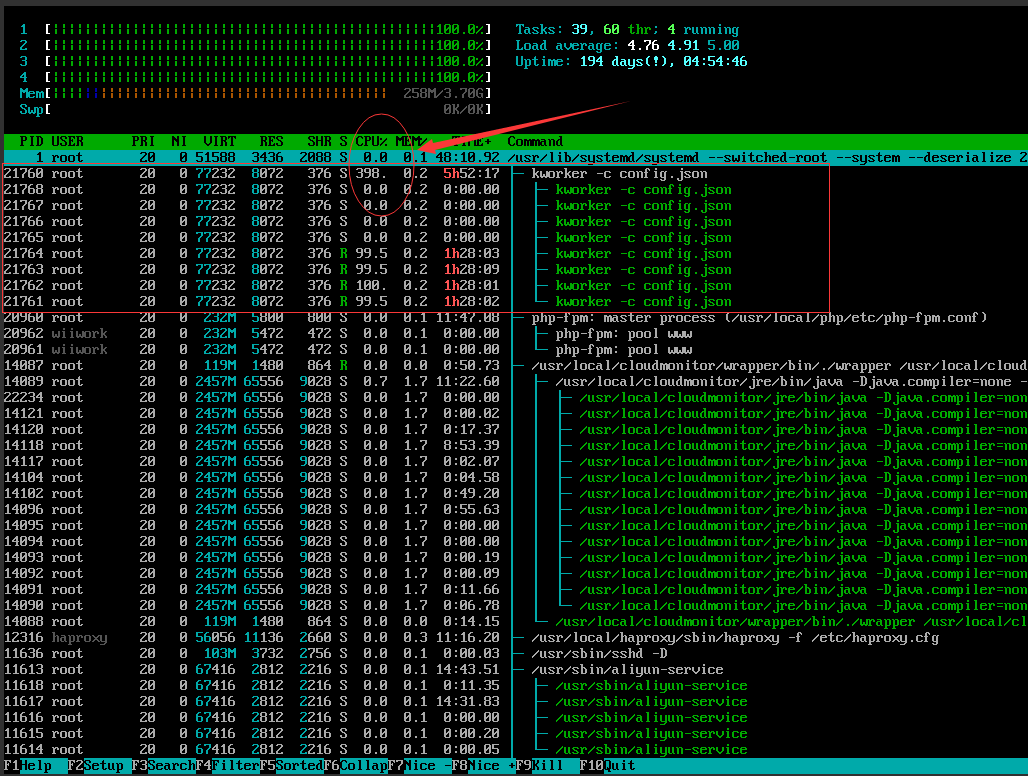 1 [||||||||||||||||||||||||||||||||||||||||||||||||100.0%]
2 [||||||||||||||||||||||||||||||||||||||||||||||||100.0%]
3 [||||||||||||||||||||||||||||||||||||||||||||||||100.0%]
4 [||||||||||||||||||||||||||||||||||||||||||||||||100.0%]
Mem[||||||||||||||||||||||||||||||||||||||||||258M/3.70G]
Swp[ 0K/0K]
Tasks: 39, 60 thr; 4 running
Load average: 4.76 4.91 5.00
Uptime: 194 days(!), 04:54:46
PID USER PRI NI VIRT RES SHR S CPU% MEM% TIME+ Command
1 root 20 0 51588 3436 2088 S 0.0 0.1 48:10.92 /usr/lib/systemd/systemd --switched-root --system --deserialize 2
21760 root 20 0 77232 8072 376 S 398. 0.2 5h52:17 ├─ kworker -c config.json
21768 root 20 0 77232 8072 376 S 0.0 0.2 0:00.00 │ ├─ kworker -c config.json
21767 root 20 0 77232 8072 376 S 0.0 0.2 0:00.00 │ ├─ kworker -c config.json
21766 root 20 0 77232 8072 376 S 0.0 0.2 0:00.00 │ ├─ kworker -c config.json
21765 root 20 0 77232 8072 376 S 0.0 0.2 0:00.00 │ ├─ kworker -c config.json
21764 root 20 0 77232 8072 376 R 99.5 0.2 1h28:03 │ ├─ kworker -c config.json
21763 root 20 0 77232 8072 376 R 99.5 0.2 1h28:09 │ ├─ kworker -c config.json
21762 root 20 0 77232 8072 376 R 100. 0.2 1h28:01 │ ├─ kworker -c config.json
21761 root 20 0 77232 8072 376 R 99.5 0.2 1h28:02 │ └─ kworker -c config.json
20960 root 20 0 232M 5800 800 S 0.0 0.1 11:47.08 ├─ php-fpm: master process (/usr/local/php/etc/php-fpm.conf)
20962 wiiwork 20 0 232M 5472 472 S 0.0 0.1 0:00.00 │ ├─ php-fpm: pool www
20961 wiiwork 20 0 232M 5472 472 S 0.0 0.1 0:00.00 │ └─ php-fpm: pool www
14087 root 20 0 119M 1480 864 R 0.0 0.0 0:50.73 ├─ /usr/local/cloudmonitor/wrapper/bin/./wrapper /usr/local/cloud
14089 root 20 0 2457M 65556 9028 S 0.7 1.7 11:22.60 │ ├─ /usr/local/cloudmonitor/jre/bin/java -Djava.compiler=none -
22234 root 20 0 2457M 65556 9028 S 0.0 1.7 0:00.00 │ │ ├─ /usr/local/cloudmonitor/jre/bin/java -Djava.compiler=non
14121 root 20 0 2457M 65556 9028 S 0.0 1.7 0:00.02 │ │ ├─ /usr/local/cloudmonitor/jre/bin/java -Djava.compiler=non
14120 root 20 0 2457M 65556 9028 S 0.0 1.7 0:17.37 │ │ ├─ /usr/local/cloudmonitor/jre/bin/java -Djava.compiler=non
14118 root 20 0 2457M 65556 9028 S 0.0 1.7 8:53.39 │ │ ├─ /usr/local/cloudmonitor/jre/bin/java -Djava.compiler=non
14117 root 20 0 2457M 65556 9028 S 0.0 1.7 0:02.07 │ │ ├─ /usr/local/cloudmonitor/jre/bin/java -Djava.compiler=non
14104 root 20 0 2457M 65556 9028 S 0.0 1.7 0:04.58 │ │ ├─ /usr/local/cloudmonitor/jre/bin/java -Djava.compiler=non
14102 root 20 0 2457M 65556 9028 S 0.0 1.7 0:49.20 │ │ ├─ /usr/local/cloudmonitor/jre/bin/java -Djava.compiler=non
14096 root 20 0 2457M 65556 9028 S 0.0 1.7 0:55.63 │ │ ├─ /usr/local/cloudmonitor/jre/bin/java -Djava.compiler=non
14095 root 20 0 2457M 65556 9028 S 0.0 1.7 0:00.00 │ │ ├─ /usr/local/cloudmonitor/jre/bin/java -Djava.compiler=non
14094 root 20 0 2457M 65556 9028 S 0.0 1.7 0:00.00 │ │ ├─ /usr/local/cloudmonitor/jre/bin/java -Djava.compiler=non
14093 root 20 0 2457M 65556 9028 S 0.0 1.7 0:00.19 │ │ ├─ /usr/local/cloudmonitor/jre/bin/java -Djava.compiler=non
14092 root 20 0 2457M 65556 9028 S 0.0 1.7 0:00.09 │ │ ├─ /usr/local/cloudmonitor/jre/bin/java -Djava.compiler=non
14091 root 20 0 2457M 65556 9028 S 0.0 1.7 0:11.66 │ │ ├─ /usr/local/cloudmonitor/jre/bin/java -Djava.compiler=non
14090 root 20 0 2457M 65556 9028 S 0.0 1.7 0:06.78 │ │ └─ /usr/local/cloudmonitor/jre/bin/java -Djava.compiler=non
14088 root 20 0 119M 1480 864 S 0.0 0.0 0:14.15 │ └─ /usr/local/cloudmonitor/wrapper/bin/./wrapper /usr/local/cl
12316 haproxy 20 0 56056 11136 2660 S 0.0 0.3 11:16.20 ├─ /usr/local/haproxy/sbin/haproxy -f /etc/haproxy.cfg
11636 root 20 0 103M 3732 2756 S 0.0 0.1 0:00.03 ├─ /usr/sbin/sshd -D
11613 root 20 0 67416 2812 2216 S 0.0 0.1 14:43.51 ├─ /usr/sbin/aliyun-service
11618 root 20 0 67416 2812 2216 S 0.0 0.1 0:11.35 │ ├─ /usr/sbin/aliyun-service
11617 root 20 0 67416 2812 2216 S 0.0 0.1 14:31.83 │ ├─ /usr/sbin/aliyun-service
11616 root 20 0 67416 2812 2216 S 0.0 0.1 0:00.00 │ ├─ /usr/sbin/aliyun-service
11615 root 20 0 67416 2812 2216 S 0.0 0.1 0:00.20 │ ├─ /usr/sbin/aliyun-service
11614 root 20 0 67416 2812 2216 S 0.0 0.1 0:00.05 │ └─ /usr/sbin/aliyun-service
F1Help F2Setup F3SearchF4FilterF5SortedF6CollapF7Nice -F8Nice +F9Kill F10Quit